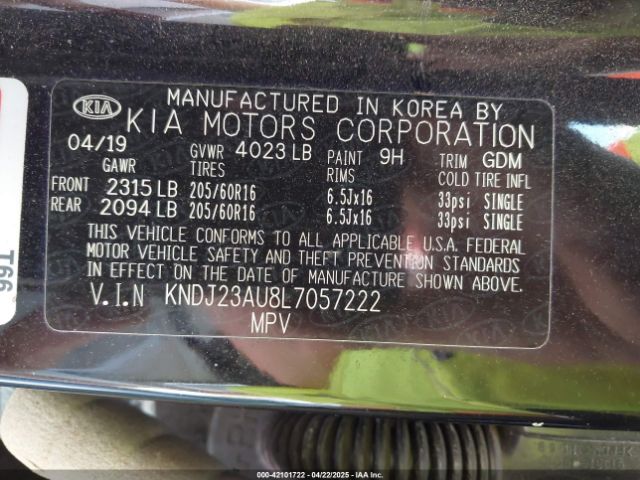 MANUFACTURED IN KOREA BY
KIA KIA MOTORS CORPORATION
04/19 GVWR 4023 LB PAINT 9H TRIM GDM
GAWR TIRES RIMS COLD TIRE INFL
FRONT 2315 LB 205/60R16 6.5Jx16 33psi SINGLE
REAR 2094 LB 205/60R16 6.5Jx16 33psi SINGLE
THIS VEHICLE CONFORMS TO ALL APPLICABLE U.S.A. FEDERAL
MOTOR VEHICLE SAFETY AND THEFT PREVENTION STANDARDS
IN EFFECT ON THE DATE OF MANUFACTURE SHOWN ABOVE.
V.I.N KNDJ23AU8L7057222
MPV
T66
000-42101722 - 04/22/2025 - IAAI.COM